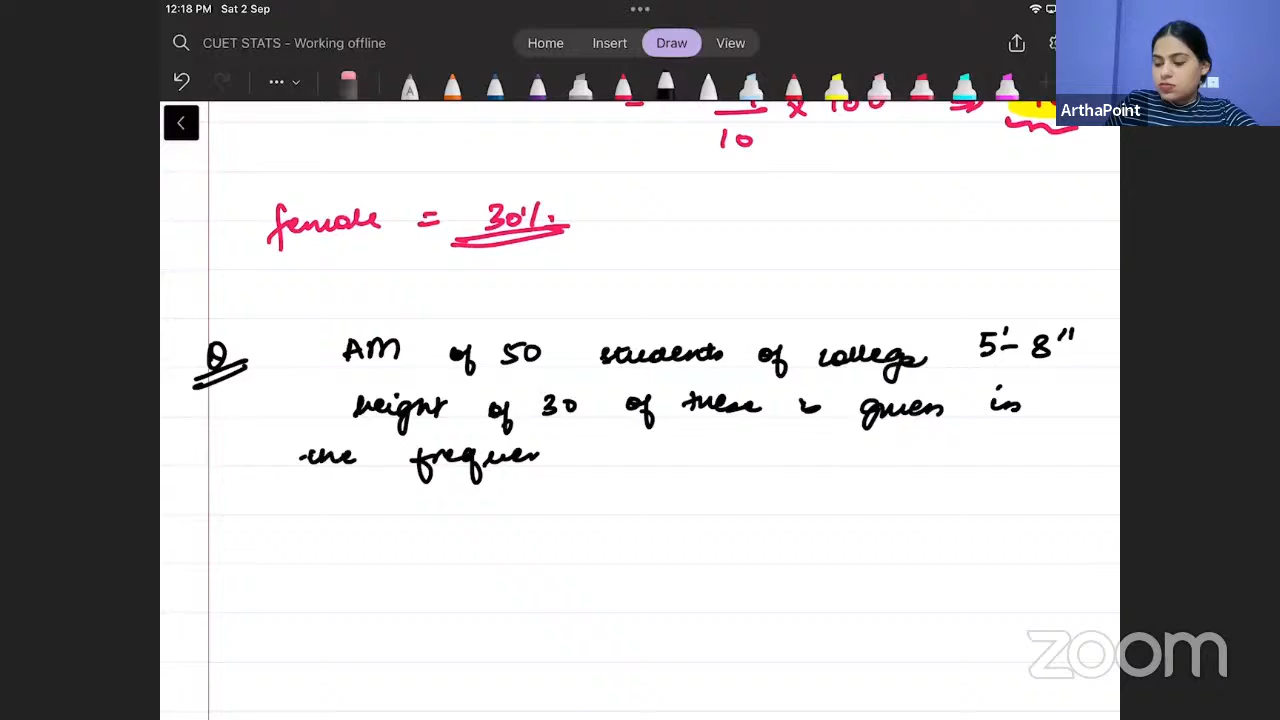 12:18 PM Sat 2 Sep
CUET STATS - Working offline
Home Insert Draw View
ArthaPoint
x 100 =>
10
female = 30%.
Q AM of 50 students of college 5'-8"
height of 30 of these is given in
the frequen
zoom